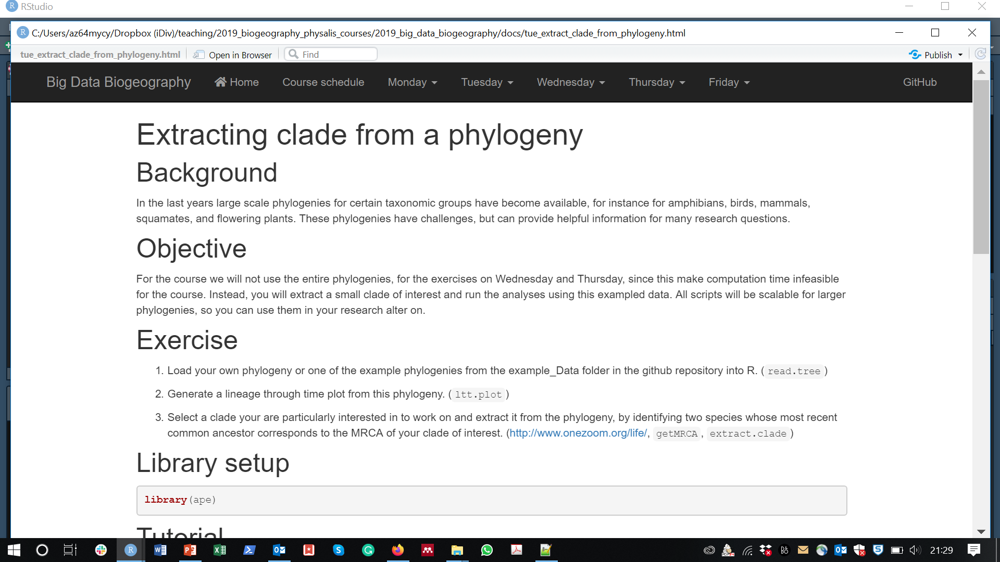 RStudio
C:/Users/az64mycy/Dropbox (iDiv)/teaching/2019_biogeography_physalis_courses/2019_big_data_biogeography/docs/tue_extract_clade_from_phylogeny.html
tue_extract_clade_from_phylogeny.html Open in Browser Find Publish
Big Data Biogeography Home Course schedule Monday Tuesday Wednesday Thursday Friday GitHub
Extracting clade from a phylogeny
Background
In the last years large scale phylogenies for certain taxonomic groups have become available, for instance for amphibians, birds, mammals,
squamates, and flowering plants. These phylogenies have challenges, but can provide helpful information for many research questions.
Objective
For the course we will not use the entire phylogenies, for the exercises on Wednesday and Thursday, since this make computation time infeasible
for the course. Instead, you will extract a small clade of interest and run the analyses using this exampled data. All scripts will be scalable for larger
phylogenies, so you can use them in your research alter on.
Exercise
1. Load your own phylogeny or one of the example phylogenies from the example_Data folder in the github repository into R. ( read.tree )
2. Generate a lineage through time plot from this phylogeny. ( ltt.plot )
3. Select a clade your are particularly interested in to work on and extract it from the phylogeny, by identifying two species whose most recent
common ancestor corresponds to the MRCA of your clade of interest. (http://www.onezoom.org/life/, getMRCA , extract.clade )
Library setup
library(ape)
Tutorial
21:29